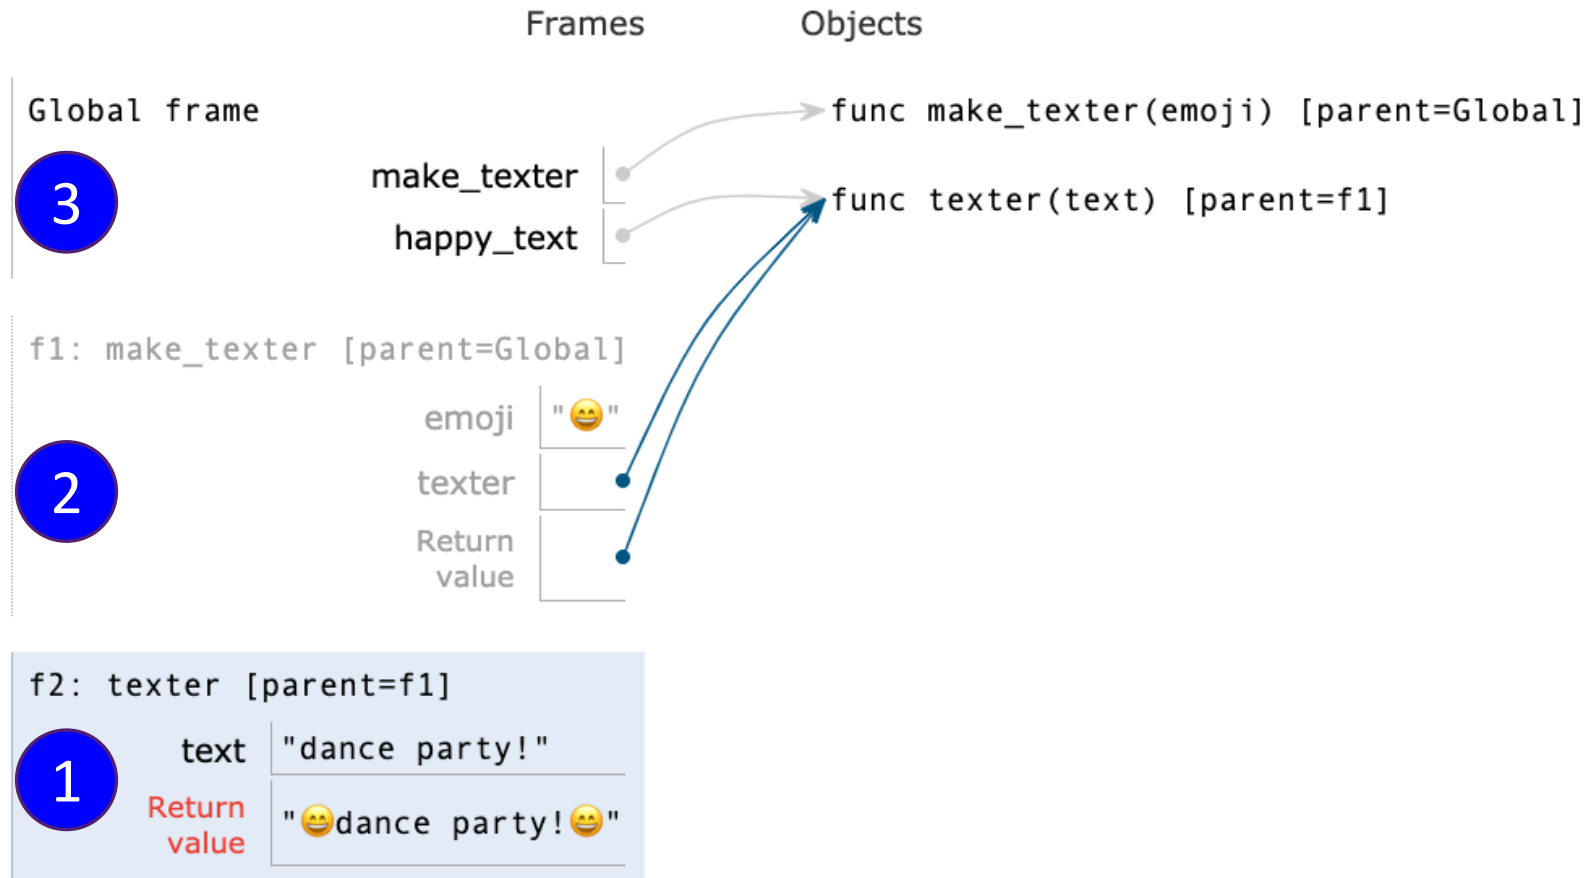 Frames Objects
Global frame
func make_texter(emoji) [parent=Global]
3
make_texter
func texter(text) [parent=f1]
happy_text
f1: make_texter [parent=Global]
emoji "😄"
2
texter
Return
value
f2: texter [parent=f1]
1
text "dance party!"
Return
value "😄dance party!😄"